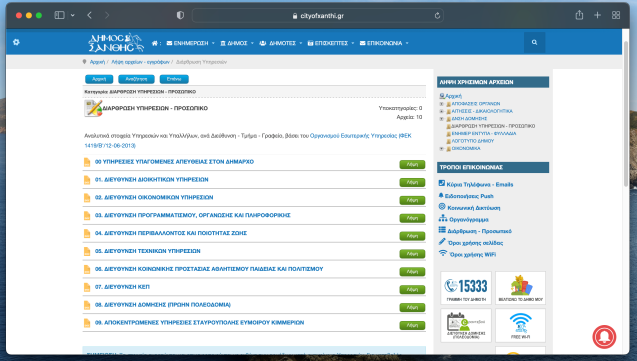 cityofxanthi.gr
ΔΗΜΟΣ
ΞΑΝΘΗΣ
ΕΝΗΜΕΡΩΣΗ
ΔΗΜΟΣ
ΔΗΜΟΤΕΣ
ΕΠΙΣΚΕΠΤΕΣ
ΕΠΙΚΟΙΝΩΝΙΑ
Αρχική / Λήψη αρχείων - εγγράφων / Διάρθρωση Υπηρεσιών
Αρχική Αναζήτηση Επάνω
Κατηγορία: ΔΙΑΡΘΡΩΣΗ ΥΠΗΡΕΣΙΩΝ - ΠΡΟΣΩΠΙΚΟ
ΔΙΑΡΘΡΩΣΗ ΥΠΗΡΕΣΙΩΝ - ΠΡΟΣΩΠΙΚΟ
Υποκατηγορίες: 0
Αρχεία: 10
Αναλυτικά στοιχεία Υπηρεσιών και Υπαλλήλων, ανά Διεύθυνση - Τμήμα - Γραφείο, βάσει του Οργανισμού Εσωτερικής Υπηρεσίας (ΦΕΚ
1419/Β'/12-06-2013)
00 ΥΠΗΡΕΣΙΕΣ ΥΠΑΓΟΜΕΝΕΣ ΑΠΕΥΘΕΙΑΣ ΣΤΟΝ ΔΗΜΑΡΧΟ
Λήψη
01. ΔΙΕΥΘΥΝΣΗ ΔΙΟΙΚΗΤΙΚΩΝ ΥΠΗΡΕΣΙΩΝ
Λήψη
02. ΔΙΕΥΘΥΝΣΗ ΟΙΚΟΝΟΜΙΚΩΝ ΥΠΗΡΕΣΙΩΝ
Λήψη
03. ΔΙΕΥΘΥΝΣΗ ΠΡΟΓΡΑΜΜΑΤΙΣΜΟΥ, ΟΡΓΑΝΩΣΗΣ ΚΑΙ ΠΛΗΡΟΦΟΡΙΚΗΣ
Λήψη
04. ΔΙΕΥΘΥΝΣΗ ΠΕΡΙΒΑΛΛΟΝΤΟΣ ΚΑΙ ΠΟΙΟΤΗΤΑΣ ΖΩΗΣ
Λήψη
05. ΔΙΕΥΘΥΝΣΗ ΤΕΧΝΙΚΩΝ ΥΠΗΡΕΣΙΩΝ
Λήψη
06. ΔΙΕΥΘΥΝΣΗ ΚΟΙΝΩΝΙΚΗΣ ΠΡΟΣΤΑΣΙΑΣ ΑΘΛΗΤΙΣΜΟΥ ΠΑΙΔΕΙΑΣ ΚΑΙ ΠΟΛΙΤΙΣΜΟΥ
Λήψη
07. ΔΙΕΥΘΥΝΣΗ ΚΕΠ
Λήψη
08. ΔΙΕΥΘΥΝΣΗ ΔΟΜΗΣΗΣ (ΠΡΩΗΝ ΠΟΛΕΟΔΟΜΙΑ)
Λήψη
09. ΑΠΟΚΕΝΤΡΩΜΕΝΕΣ ΥΠΗΡΕΣΙΕΣ ΣΤΑΥΡΟΥΠΟΛΗΣ ΕΥΜΟΙΡΟΥ ΚΙΜΜΕΡΙΩΝ
Λήψη
ΛΗΨΗ ΧΡΗΣΙΜΩΝ ΑΡΧΕΙΩΝ
Αρχική
ΑΠΟΦΑΣΕΙΣ ΟΡΓΑΝΩΝ
ΑΙΤΗΣΕΙΣ - ΔΙΚΑΙΟΛΟΓΗΤΙΚΑ
ΔΝΣΗ ΔΟΜΗΣΗΣ
ΔΙΑΡΘΡΩΣΗ ΥΠΗΡΕΣΙΩΝ - ΠΡΟΣΩΠΙΚΟ
ΕΝΗΜΕΡ ΕΝΤΥΠΑ - ΦΥΛΛΑΔΙΑ
ΛΟΓΟΤΥΠΟ ΔΗΜΟΥ
ΟΙΚΟΝΟΜΙΚΑ
ΤΡΟΠΟΙ ΕΠΙΚΟΙΝΩΝΙΑΣ
Κύρια Τηλέφωνα - Emails
Ειδοποιήσεις Push
Κοινωνική Δικτύωση
Οργανόγραμμα
Διάρθρωση - Προσωπικό
Όροι χρήσης σελίδας
Όροι χρήσης WiFi
15333
ΓΡΑΜΜΗ ΤΟΥ ΔΗΜΟΤΗ
ΒΕΛΤΙΩΝΩ ΤΟ ΔΗΜΟ ΜΟΥ
ΔΙΕΥΘΥΝΣΗ ΔΟΜΗΣΗΣ
(ΠΟΛΕΟΔΟΜΙΑ)
FREE WI-FI